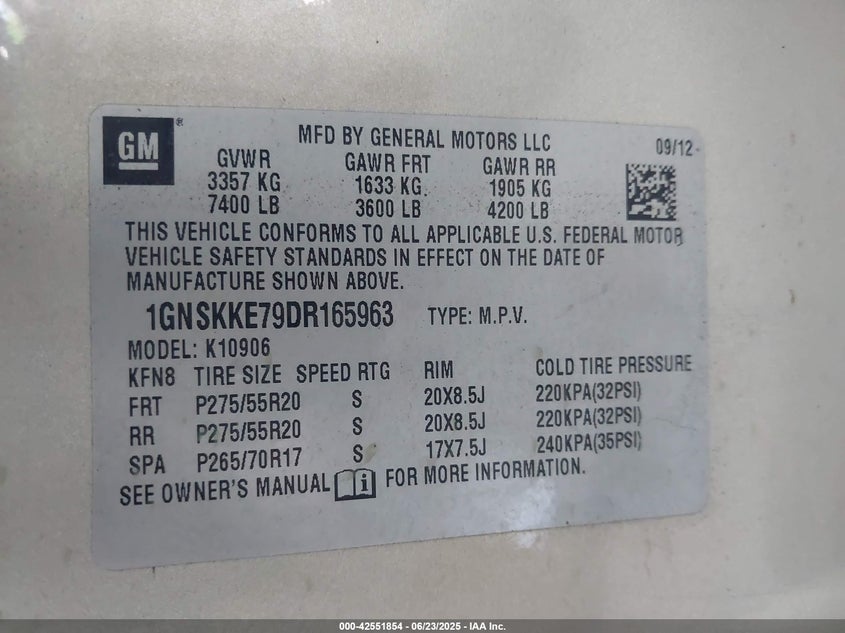 GM®
MFD BY GENERAL MOTORS LLC 09/12
GVWR GAWR FRT GAWR RR
3357 KG 1633 KG 1905 KG
7400 LB 3600 LB 4200 LB
THIS VEHICLE CONFORMS TO ALL APPLICABLE U.S. FEDERAL MOTOR
VEHICLE SAFETY STANDARDS IN EFFECT ON THE DATE OF
MANUFACTURE SHOWN ABOVE.
1GNSKKE79DR165963 TYPE: M.P.V.
MODEL: K10906
KFN8 TIRE SIZE SPEED RTG RIM COLD TIRE PRESSURE
FRT P275/55R20 S 20X8.5J 220KPA(32PSI)
RR P275/55R20 S 20X8.5J 220KPA(32PSI)
SPA P265/70R17 S 17X7.5J 240KPA(35PSI)
SEE OWNER'S MANUAL i FOR MORE INFORMATION.
000-42551854 - 06/23/2025 - IAA Inc.